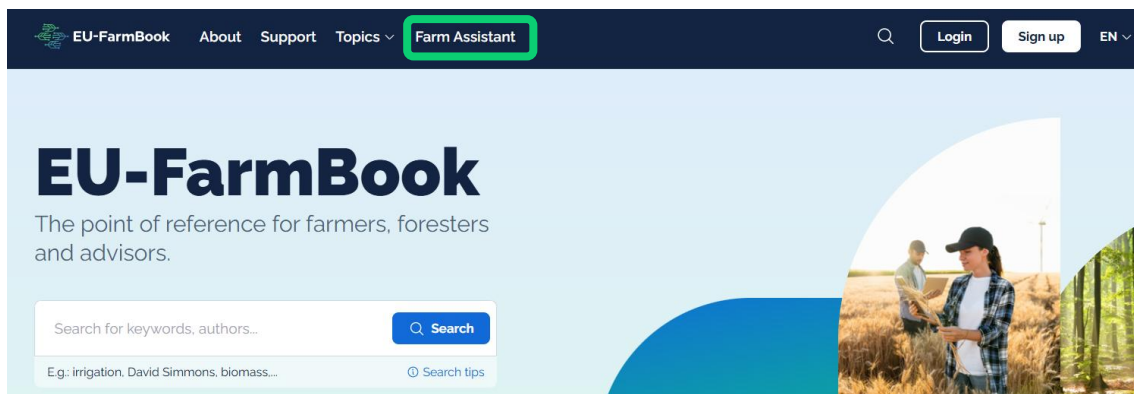 EU-FarmBook About Support Topics Farm Assistant Login Sign up EN
EU-FarmBook
The point of reference for farmers, foresters
and advisors.
Search for keywords, authors... Search
E.g.: irrigation, David Simmons, biomass,... Search tips